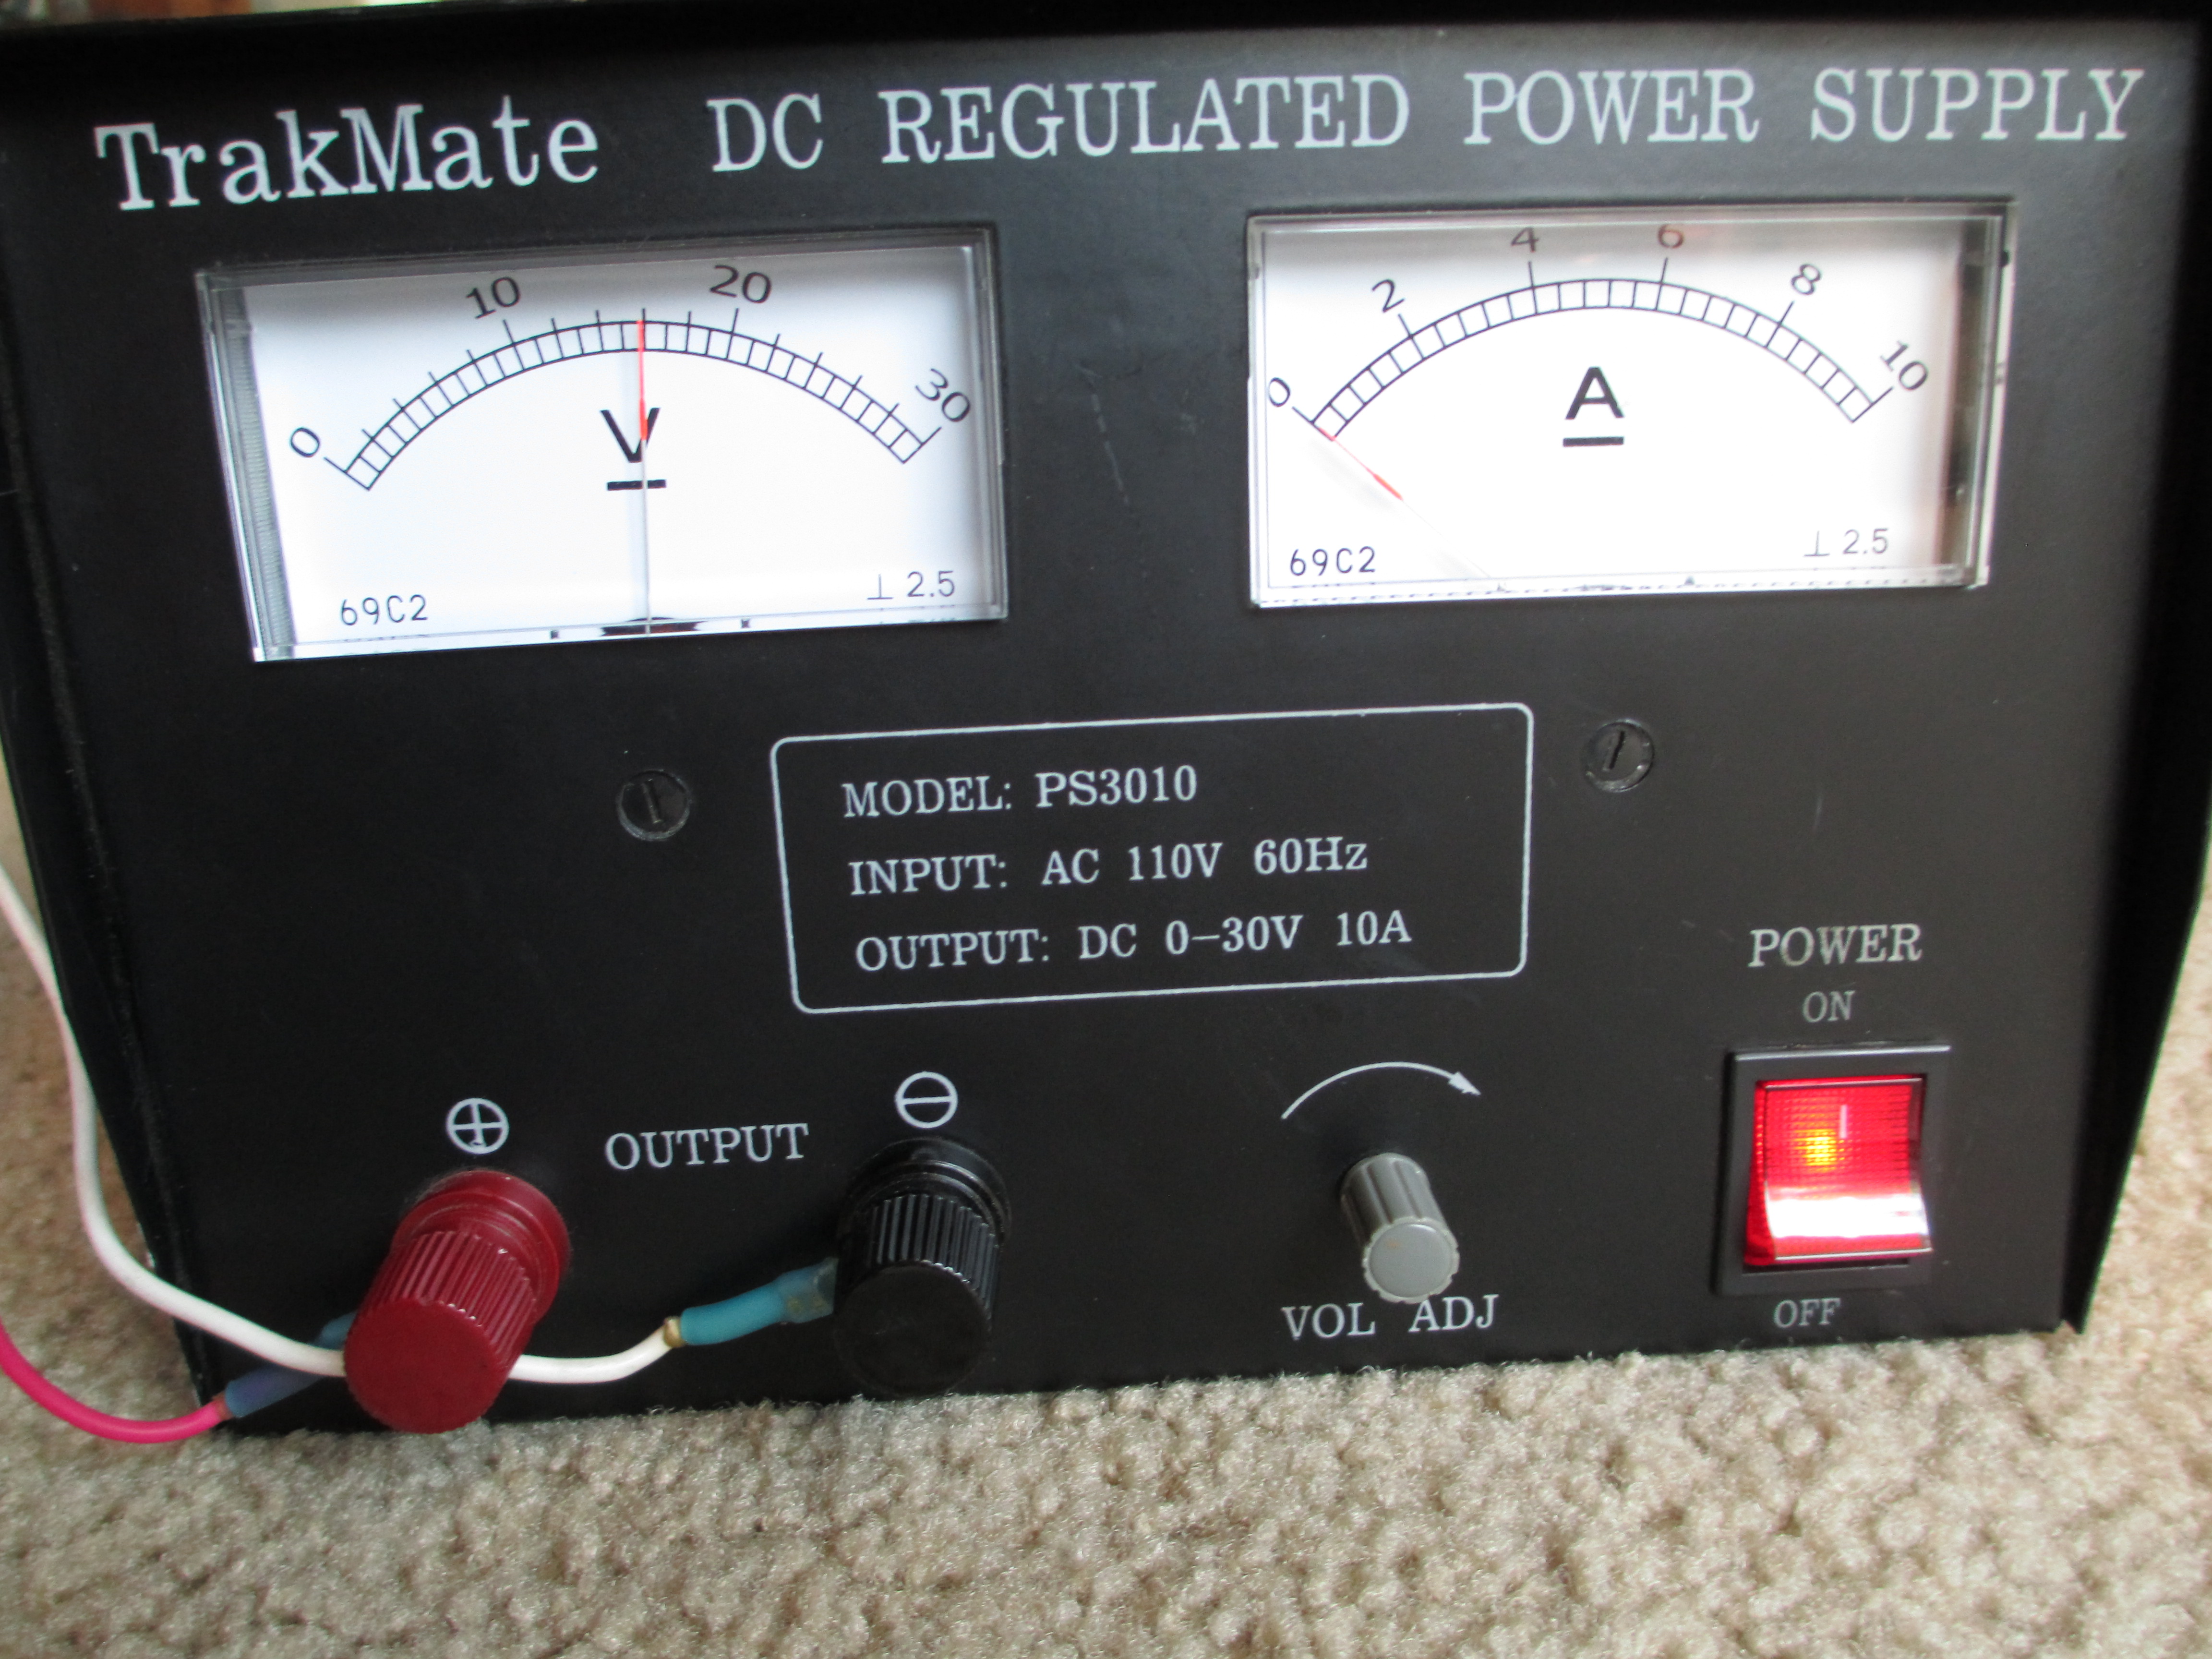 TrakMate DC REGULATED POWER SUPPLY
0 10 20 30
V
69C2 ⊥ 2.5
0 2 4 6 8 10
A
69C2 ⊥ 2.5
MODEL: PS3010
INPUT: AC 110V 60Hz
OUTPUT: DC 0-30V 10A
POWER
ON
⊕ OUTPUT ⊖
VOL ADJ
OFF